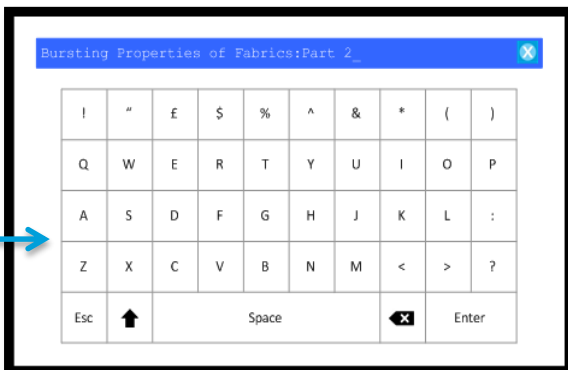 Bursting Properties of Fabrics:Part 2_
! “ £ $ % ^ & * ( )
Q W E R T Y U I O P
A S D F G H J K L :
Z X C V B N M < > ?
Esc Space Enter